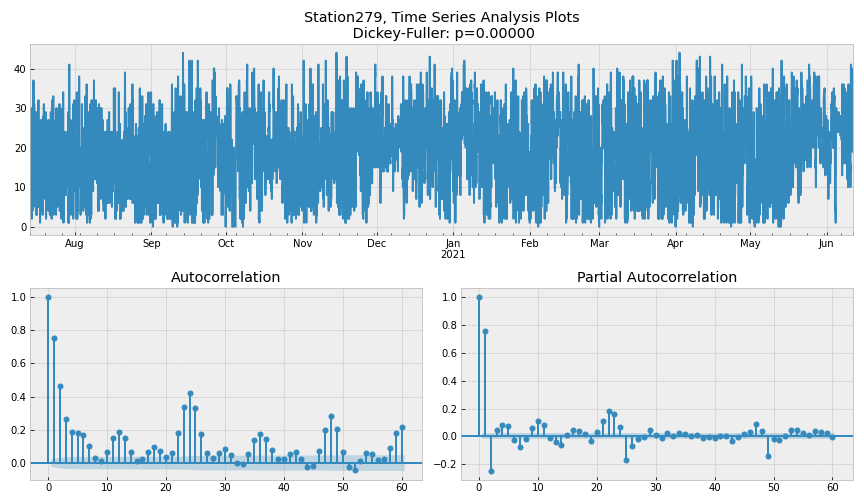 Station279, Time Series Analysis Plots
Dickey-Fuller: p=0.00000
40
30
20
10
0
Aug Sep Oct Nov Dec Jan Feb Mar Apr May Jun
2021
Autocorrelation Partial Autocorrelation
1.0 1.0
0.8 0.8
0.6 0.6
0.4 0.4
0.2 0.2
0.0 0.0
−0.2
0 10 20 30 40 50 60 0 10 20 30 40 50 60